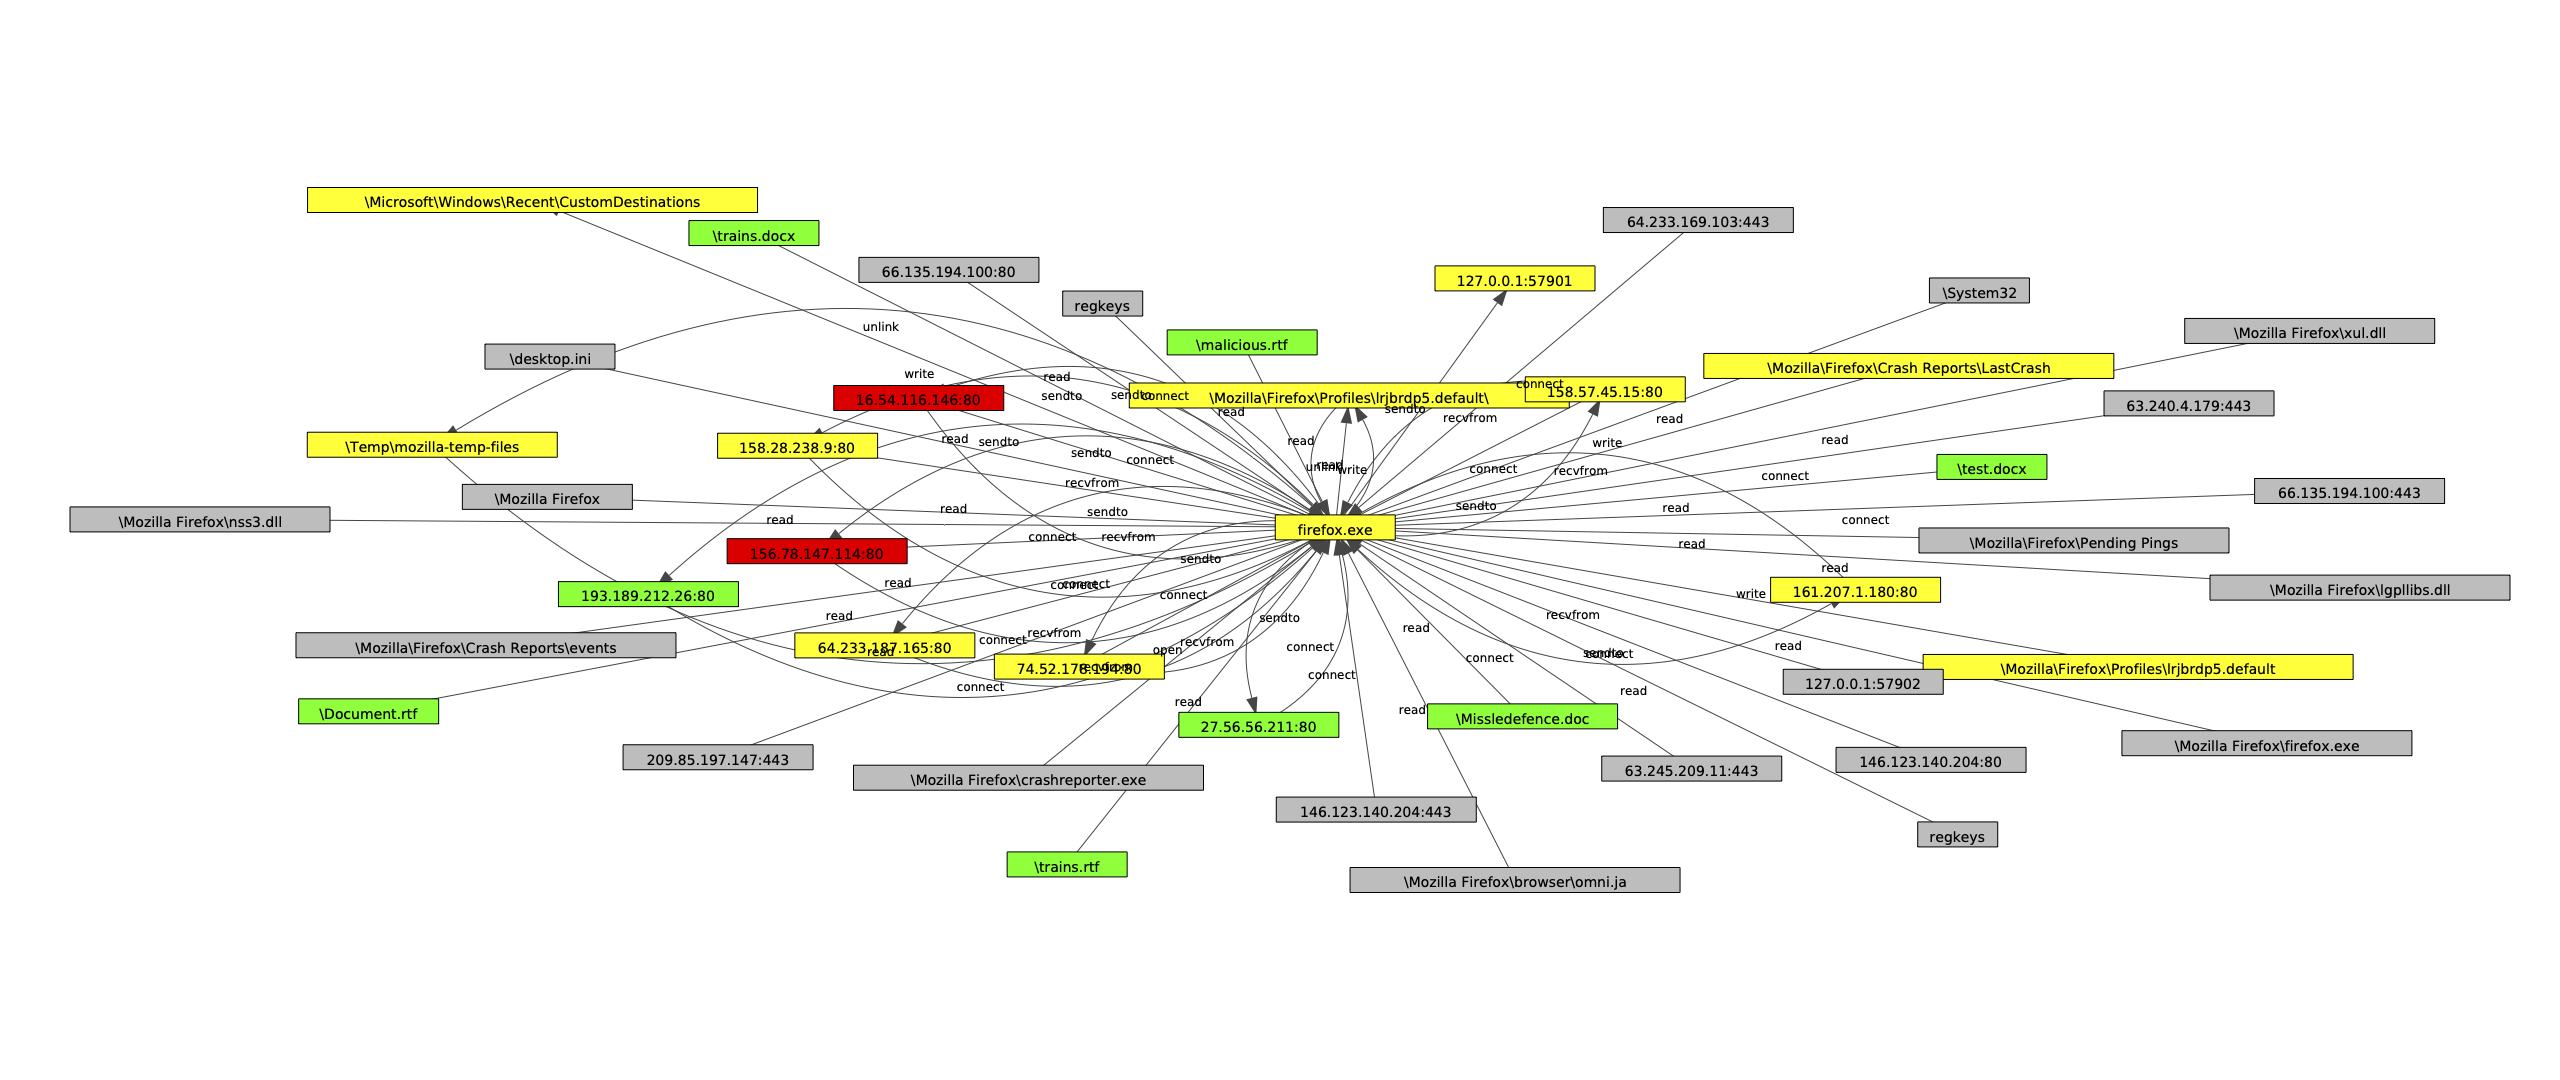 \Microsoft\Windows\Recent\CustomDestinations
\trains.docx
64.233.169.103:443
66.135.194.100:80
127.0.0.1:57901
\System32
regkeys
unlink
\malicious.rtf
\Mozilla Firefox\xul.dll
\desktop.ini
\Mozilla\Firefox\Crash Reports\LastCrash
write
read
connect
16.54.116.146:80
sendto
sendto
connect
\Mozilla\Firefox\Profiles\lrjbrdp5.default\
158.57.45.15:80
63.240.4.179:443
read
sendto
recvfrom
read
\Temp\mozilla-temp-files
158.28.238.9:80
read
sendto
read
write
read
sendto
connect
unlink
read
write
connect
recvfrom
\test.docx
connect
recvfrom
\Mozilla Firefox
66.135.194.100:443
\Mozilla Firefox\nss3.dll
read
read
sendto
sendto
read
connect
firefox.exe
156.78.147.114:80
connect
recvfrom
read
\Mozilla\Firefox\Pending Pings
sendto
read
193.189.212.26:80
read
connect
connect
connect
write
161.207.1.180:80
\Mozilla Firefox\lgpllibs.dll
read
sendto
recvfrom
read
\Mozilla\Firefox\Crash Reports\events
64.233.187.165:80
read
connect
recvfrom
recvfrom
open
connect
connect
sendto
connect
read
74.52.178.194:80
recvfrom
\Mozilla\Firefox\Profiles\lrjbrdp5.default
127.0.0.1:57902
connect
connect
read
\Document.rtf
read
read
27.56.56.211:80
\Missledefence.doc
\Mozilla Firefox\firefox.exe
209.85.197.147:443
63.245.209.11:443
146.123.140.204:80
\Mozilla Firefox\crashreporter.exe
146.123.140.204:443
regkeys
\trains.rtf
\Mozilla Firefox\browser\omni.ja